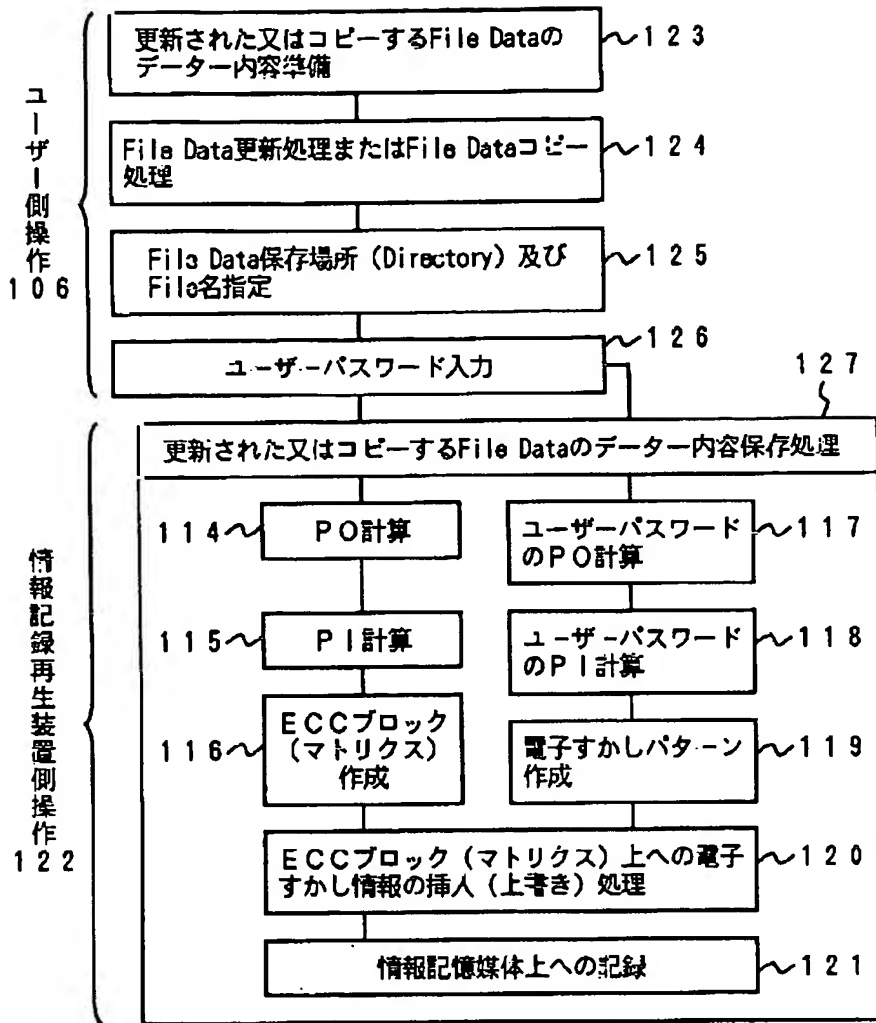 更新された又はコピーするFile Dataの
データー内容準備
123
File Data更新処理またはFile Dataコピー
処理
124
File Data保存場所（Directory）及び
File名指定
125
126
ユーザーパスワード入力
ユーザー側操作
106
127
更新された又はコピーするFile Dataのデーター内容保存処理
114
PO計算
ユーザーパスワード
のPO計算
117
115
PI計算
ユーザーパスワード
のPI計算
118
116
ECCブロック
（マトリクス）
作成
電子すかしパターン
作成
119
ECCブロック（マトリクス）上への電子
すかし情報の挿入（上書き）処理
120
情報記憶媒体上への記録
121
情報記録再生装置側操作
122